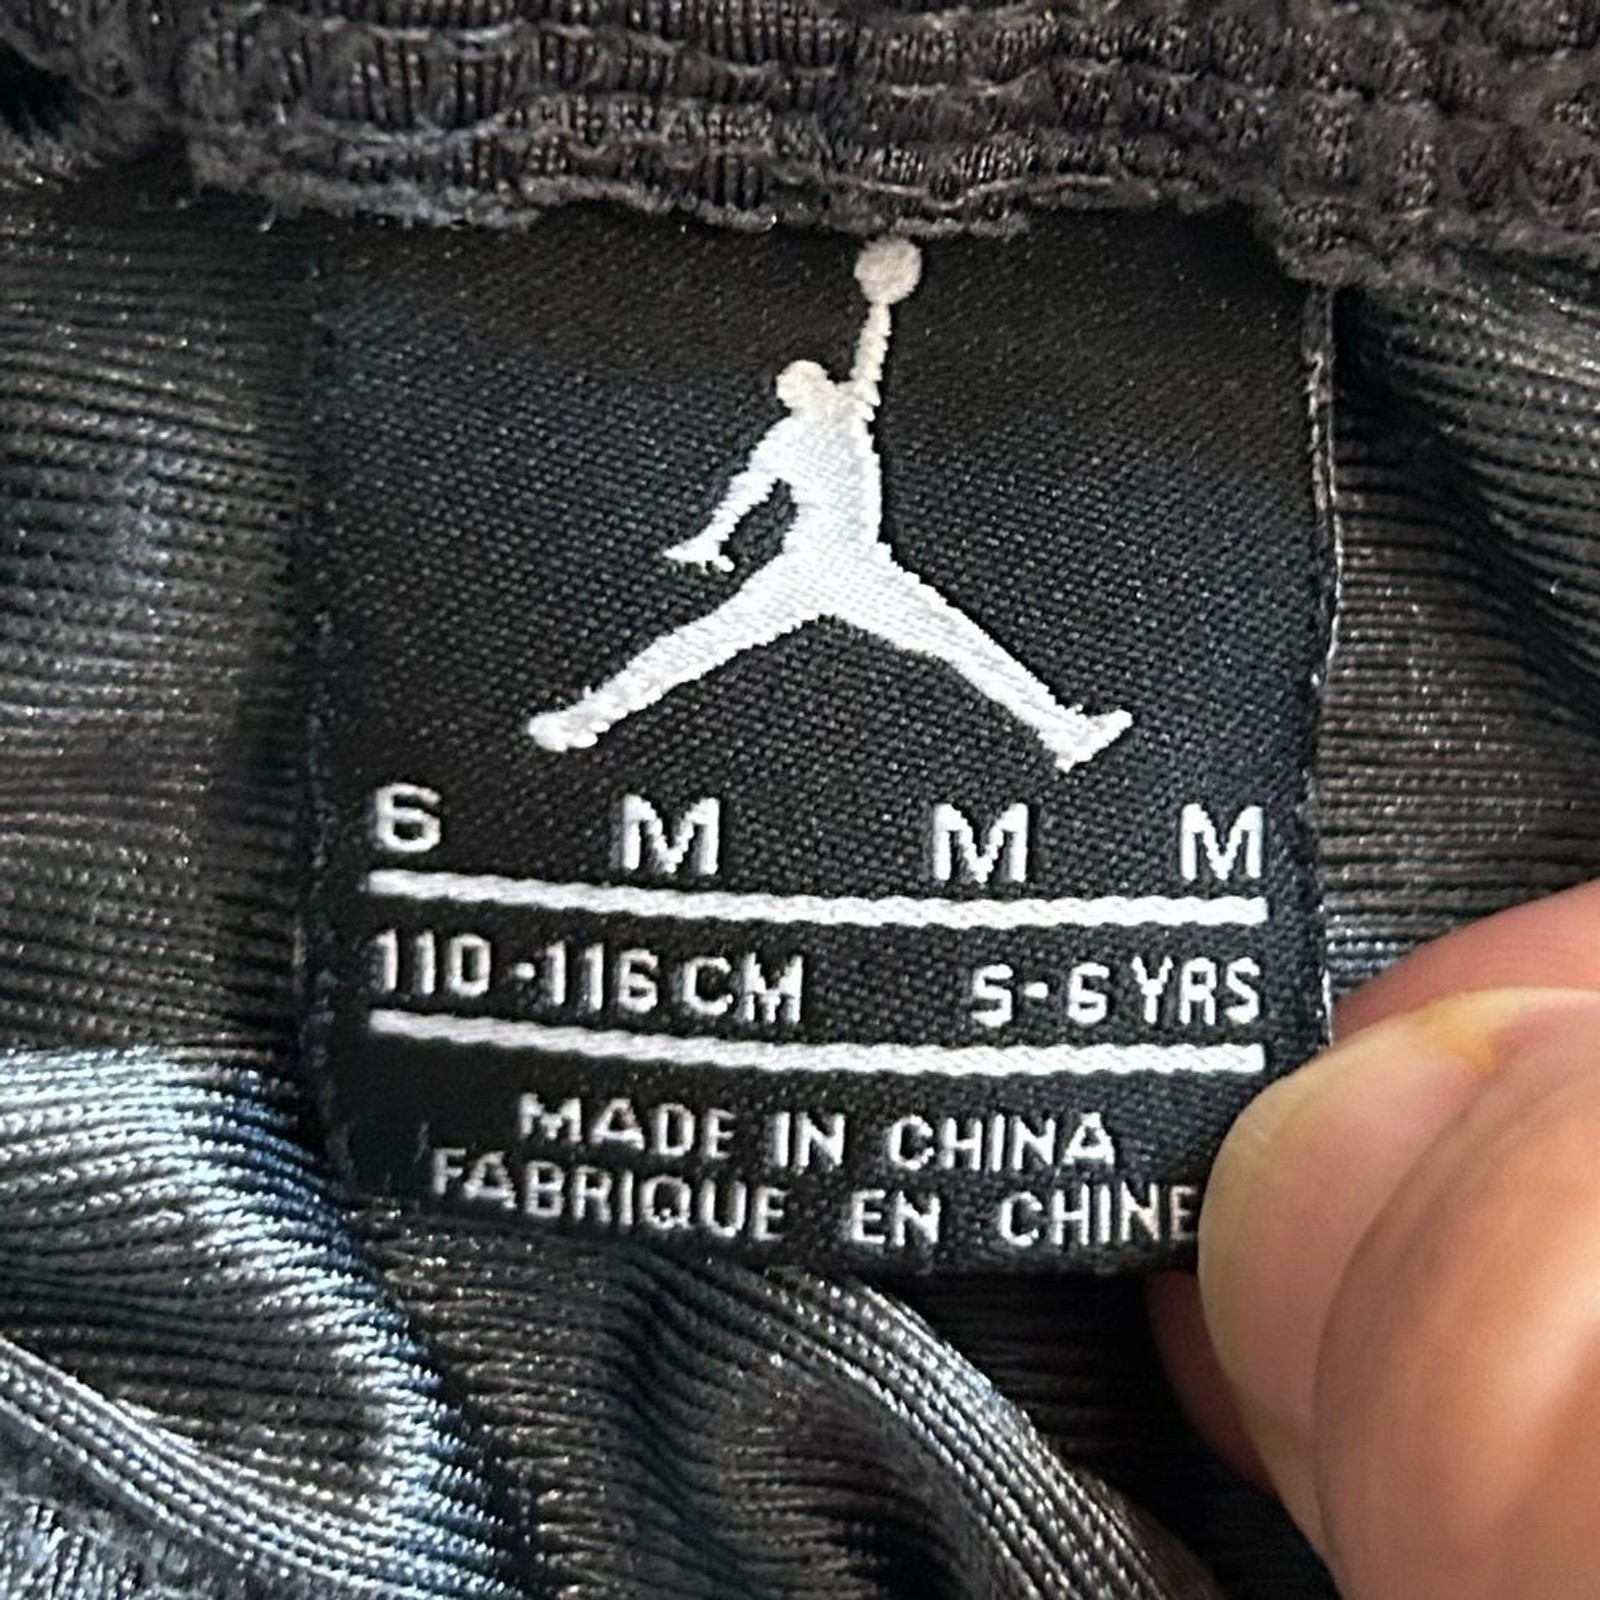 6 M M M
110-116 CM 5-6 YRS
MADE IN CHINA
FABRIQUE EN CHINE